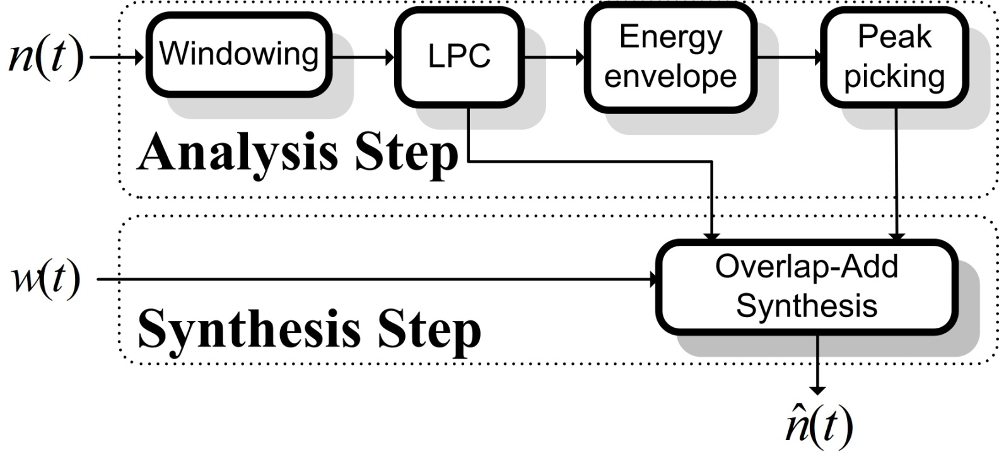 n(t)
Windowing
LPC
Energy
envelope
Peak
picking
Analysis Step
w(t)
Overlap-Add
Synthesis
Synthesis Step
n̂(t)